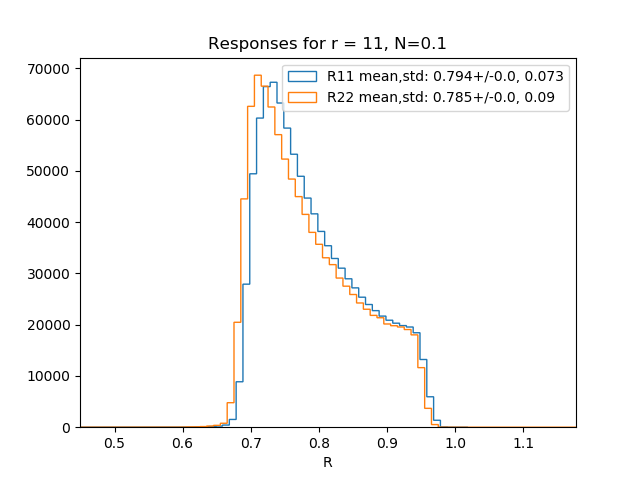 Responses for r = 11, N=0.1
R11 mean,std: 0.794+/-0.0, 0.073
R22 mean,std: 0.785+/-0.0, 0.09
70000
60000
50000
40000
30000
20000
10000
0
0.5 0.6 0.7 0.8 0.9 1.0 1.1
R